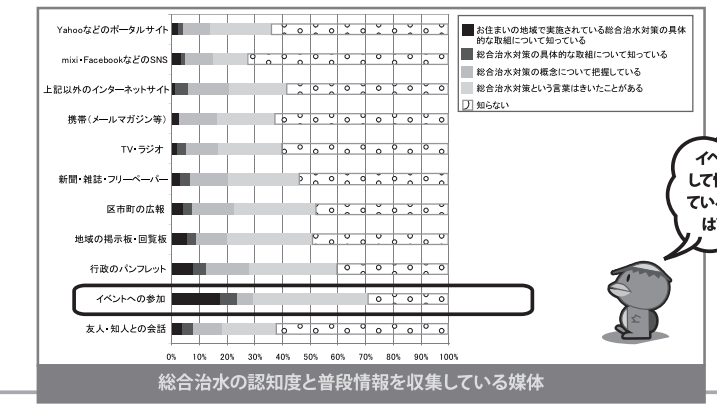 Yahooなどのポータルサイト
mixi・FacebookなどのSNS
上記以外のインターネットサイト
携帯(メールマガジン等)
TV・ラジオ
新聞・雑誌・フリーペーパー
区市町の広報
地域の掲示板・回覧板
行政のパンフレット
イベントへの参加
友人・知人との会話
0% 10% 20% 30% 40% 50% 60% 70% 80% 90% 100%
お住まいの地域で実施されている総合治水対策の具体
的な取組について知っている
総合治水対策の具体的な取組について知っている
総合治水対策の概念について把握している
総合治水対策という言葉はきいたことがある
知らない
イベ
して
てい
は
総合治水の認知度と普段情報を収集している媒体